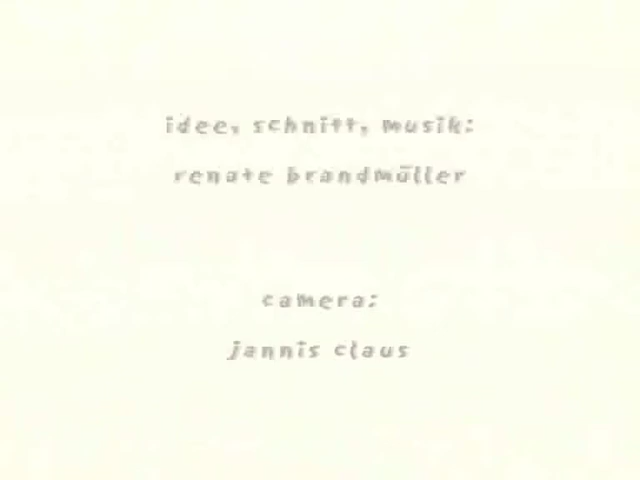 idee, schnitt, musik:
renate brandmüller
camera:
jannis claus